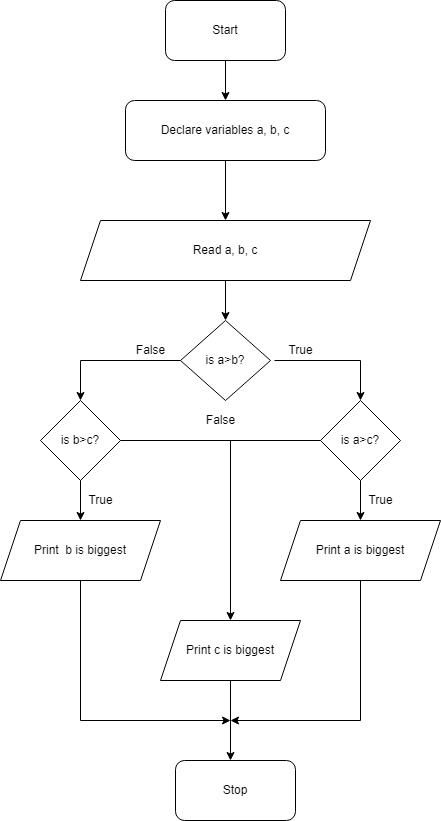 Start
Declare variables a, b, c
Read a, b, c
is a>b?
False
True
is b>c?
False
is a>c?
True
True
Print  b is biggest
Print a is biggest
Print c is biggest
Stop